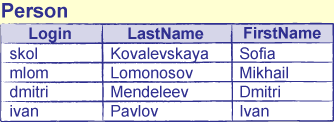 Person
Login LastName FirstName
skol Kovalevskaya Sofia
mlom Lomonosov Mikhail
dmitri Mendeleev Dmitri
ivan Pavlov Ivan